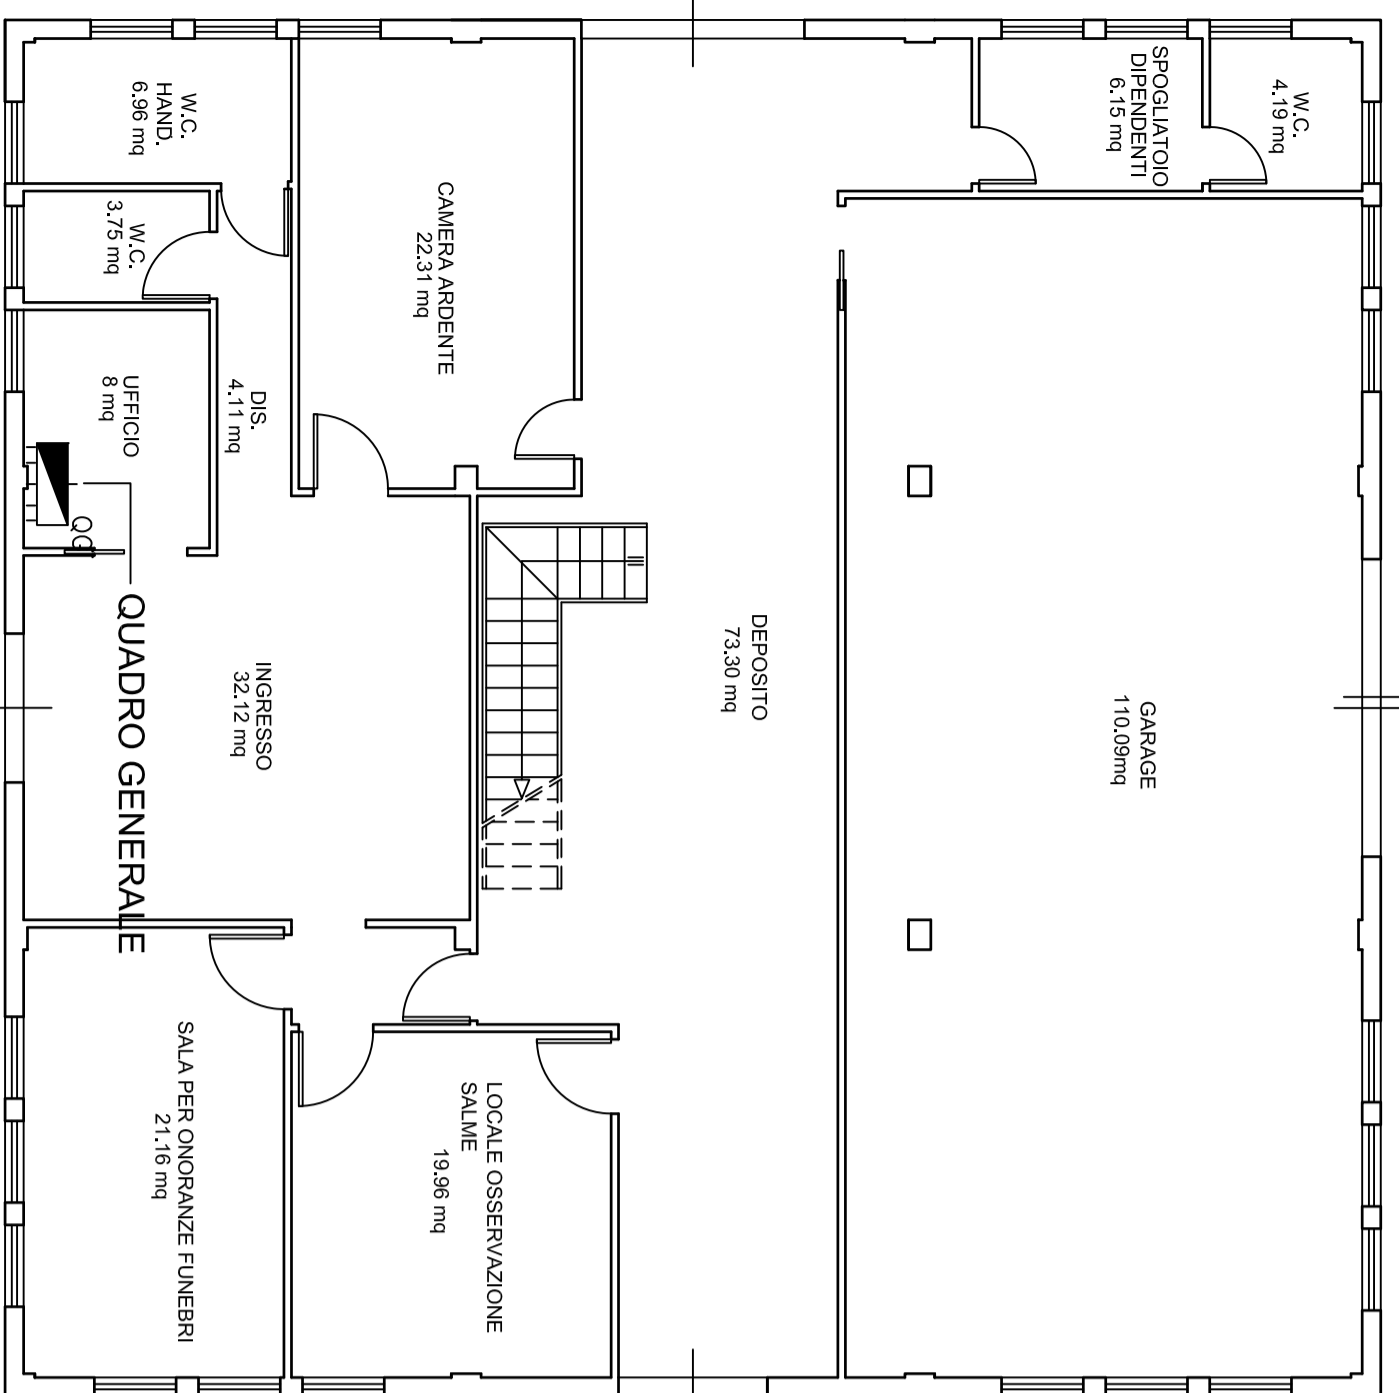 W.C.
HAND.
6.96 mq
W.C.
3.75 mq
UFFICIO
8 mq
DIS.
4.11 mq
CAMERA ARDENTE
22.31 mq
SPOGLIATOIO
DIPENDENTI
6.15 mq
W.C.
4.19 mq
QG
QUADRO GENERALE
INGRESSO
32.12 mq
DEPOSITO
73.30 mq
GARAGE
110.09mq
SALA PER ONORANZE FUNEBRI
21.16 mq
LOCALE OSSERVAZIONE
SALME
19.96 mq